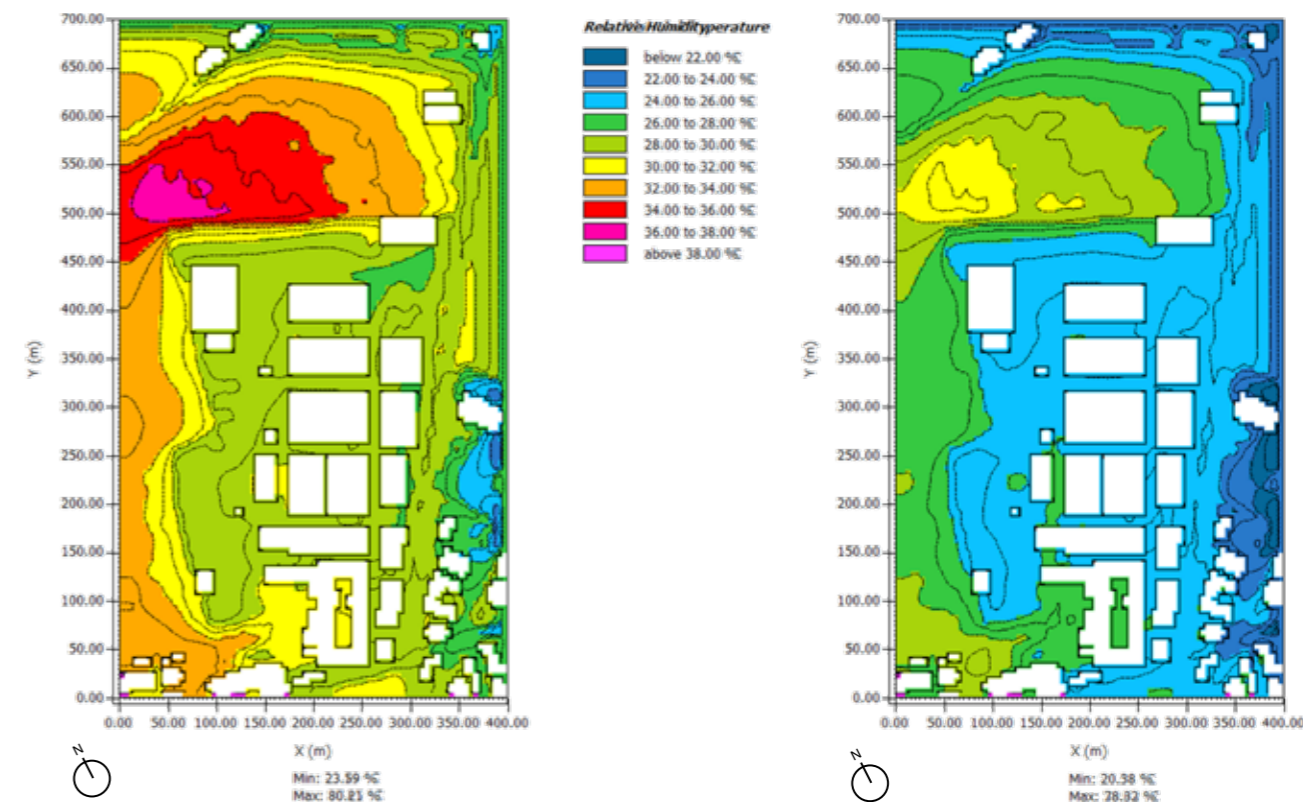 700.00
650.00
600.00
550.00
500.00
450.00
400.00
350.00
300.00
250.00
200.00
150.00
100.00
50.00
0.00
Y (m)
0.00 50.00 100.00 150.00 200.00 250.00 300.00 350.00 400.00
X (m)
N
Min: 23.59
Max:
Relative Humidity
below 22.00
22.00 to 24.00
24.00 to 26.00
26.00 to 28.00
28.00 to 30.00
30.00 to 32.00
32.00 to 34.00
34.00 to 36.00
36.00 to 38.00
above 38.00
700.00
650.00
600.00
550.00
500.00
450.00
400.00
350.00
300.00
250.00
200.00
150.00
100.00
50.00
0.00
Y (m)
0.00 50.00 100.00 150.00 200.00 250.00 300.00 350.00 400.00
X (m)
N
Min: 20.38
Max: